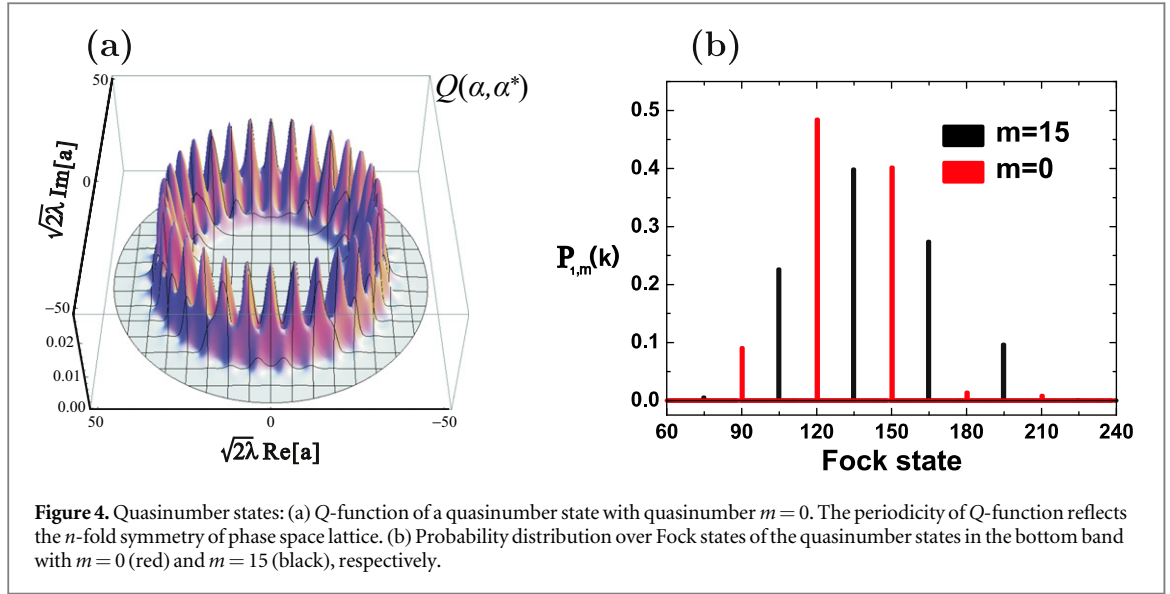 (a)
(b)
Q(α,α*)
50
0
−50
0.02
0.01
0.00
50
0
−50
√2λ Im[a]
√2λ Re[a]
0.5
0.4
0.3
0.2
0.1
0.0
P₁,ₘ(k)
m=15
m=0
60 90 120 150 180 210 240
Fock state
Figure 4. Quasinumber states: (a) Q-function of a quasinumber state with quasinumber m = 0. The periodicity of Q-function reflects
the n-fold symmetry of phase space lattice. (b) Probability distribution over Fock states of the quasinumber states in the bottom band
with m = 0 (red) and m = 15 (black), respectively.